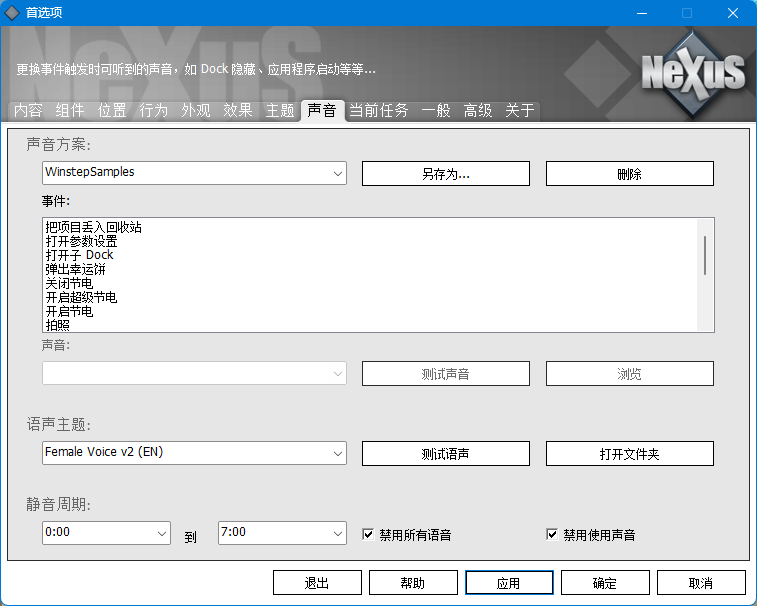 首选项
更换事件触发时可听到的声音，如 Dock 隐藏、应用程序启动等等...
NeXuS
内容 组件 位置 行为 外观 效果 主题 声音 当前任务 一般 高级 关于
声音方案:
WinstepSamples 另存为... 删除
事件:
把项目丢入回收站
打开参数设置
打开子 Dock
弹出幸运饼
关闭节电
开启超级节电
开启节电
拍照
声音:
测试声音 浏览
语声主题:
Female Voice v2 (EN) 测试语声 打开文件夹
静音周期:
0:00 到 7:00 禁用所有语音 禁用使用声音
退出 帮助 应用 确定 取消